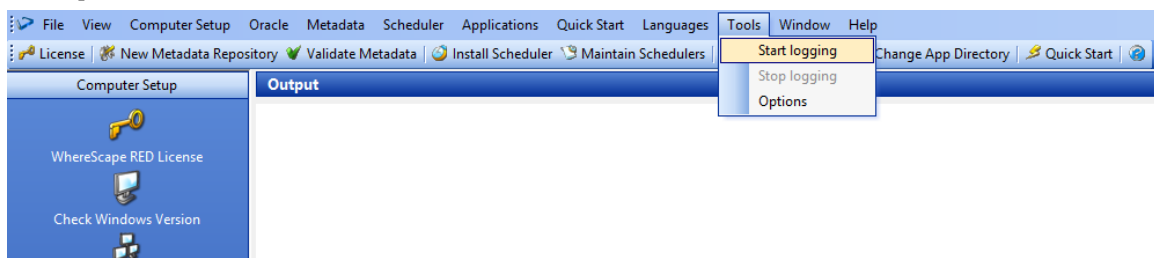 File View Computer Setup Oracle Metadata Scheduler Applications Quick Start Languages Tools Window Help
License New Metadata Repository Validate Metadata Install Scheduler Maintain Schedulers Change App Directory Quick Start
Start logging
Stop logging
Options
Computer Setup
Output
WhereScape RED License
Check Windows Version